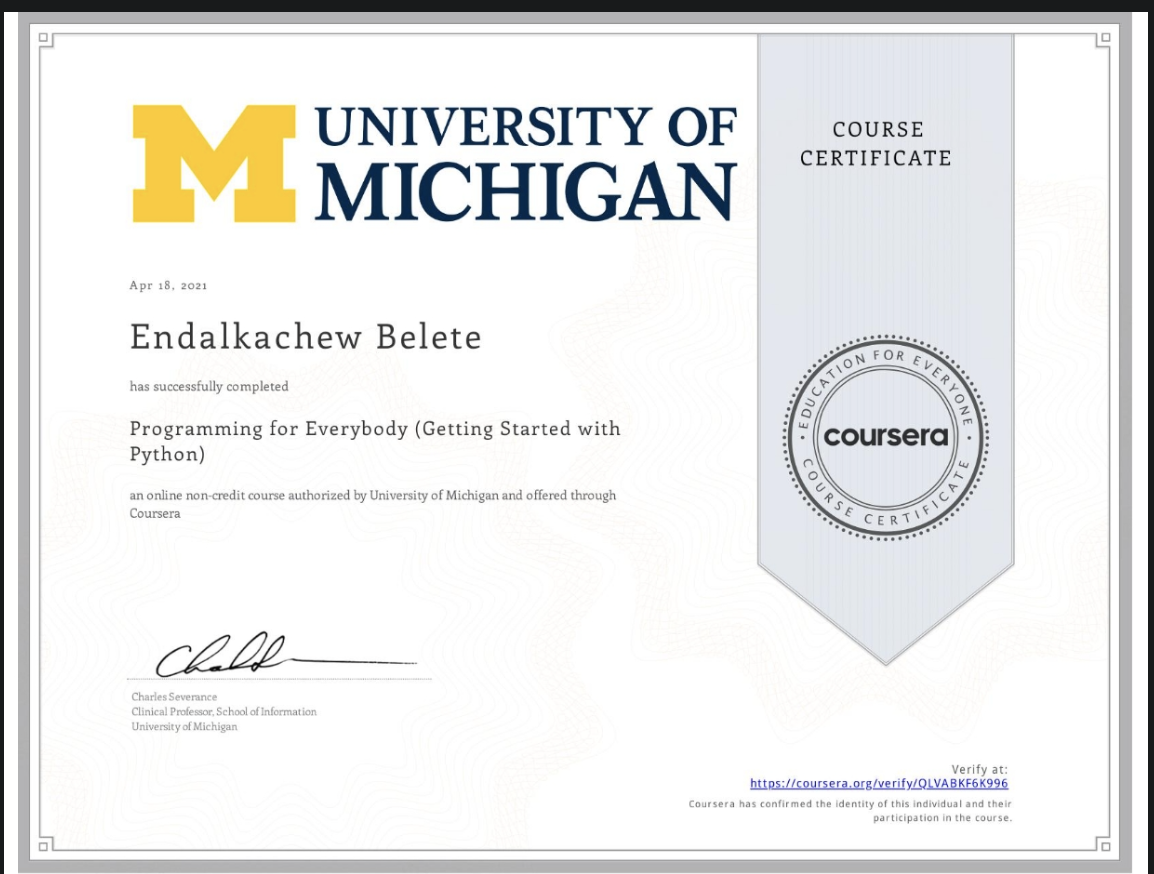 UNIVERSITY OF
MICHIGAN
COURSE
CERTIFICATE
Apr 18, 2021
Endalkachew Belete
has successfully completed
Programming for Everybody (Getting Started with
Python)
an online non-credit course authorized by University of Michigan and offered through
Coursera
EDUCATION FOR EVERYONE
coursera
COURSE CERTIFICATE
Charles Severance
Clinical Professor, School of Information
University of Michigan
Verify at:
https://coursera.org/verify/QLVABKF6K996
Coursera has confirmed the identity of this individual and their
participation in the course.